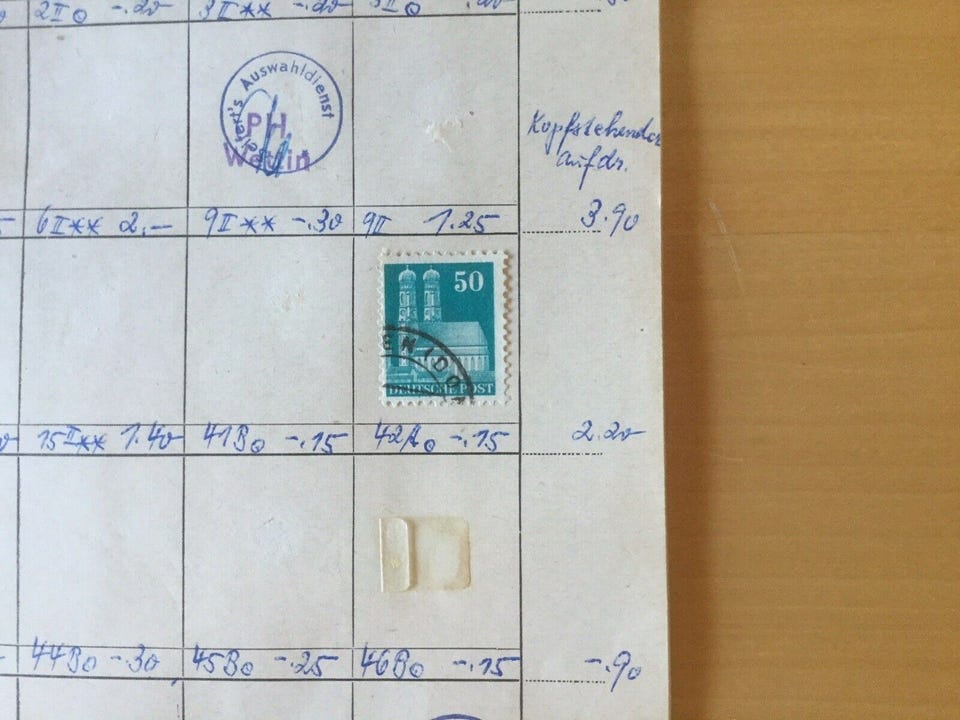 2II⊙ -.20 3II** -.20
Seifert's Auswahldienst
PH
Wettin
Kopfstehender
Aufdr.
6II** 2,— 9II** -.30 9II 1.25 3.90
50
DEUTSCHE POST
15II** 1.40 41B⊙ -.15 42A⊙ -.15 2.20
44B⊙ -.30 45B⊙ -.25 46B⊙ -.15 -.90